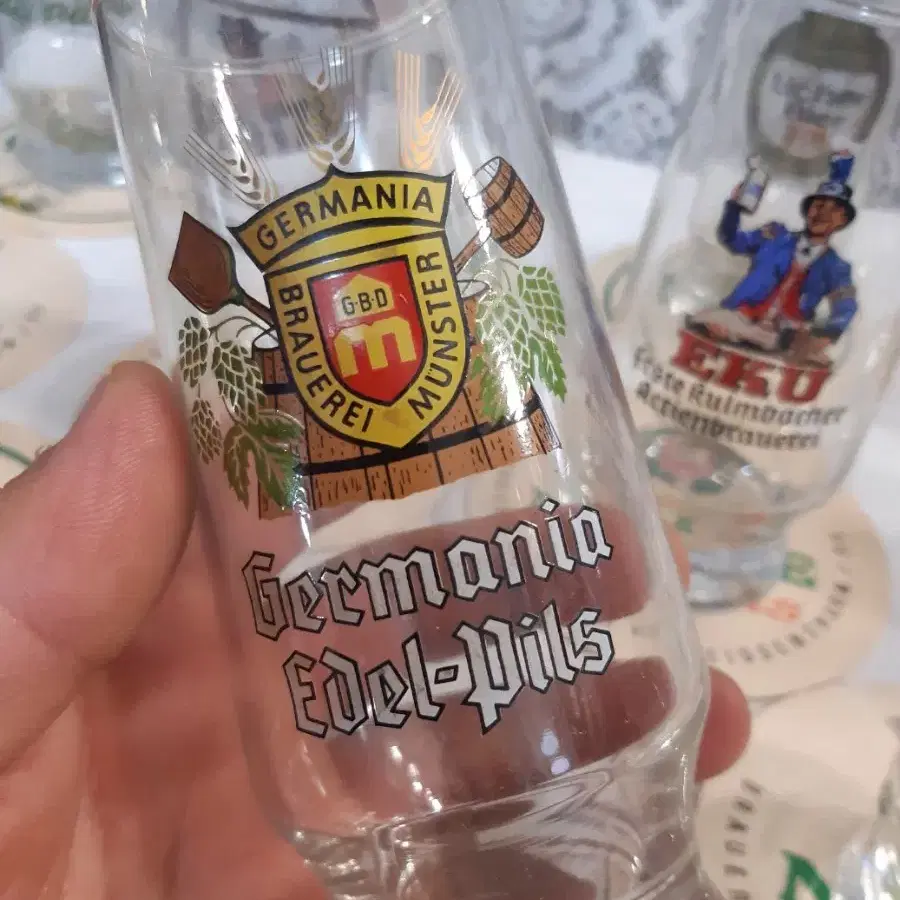 GERMANIA
BRAUEREI MÜNSTER
G·B·D
m
Germania
Edel-Pils
EKU
Erste Kulmbacher
Actienbrauerei